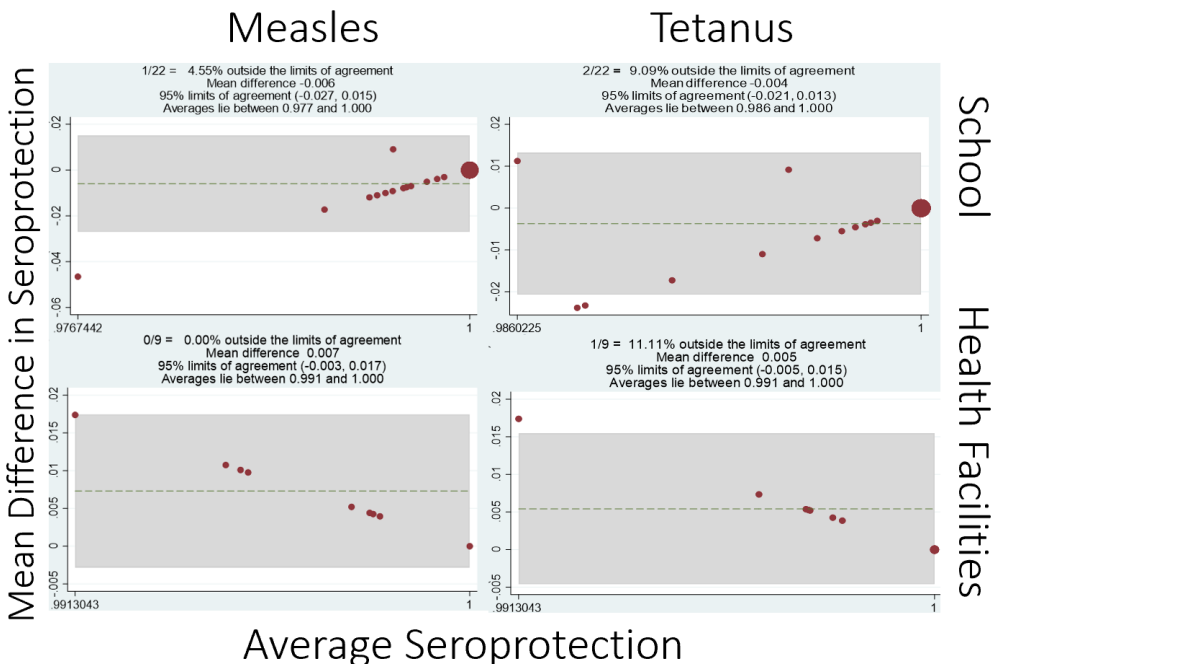 Measles
Tetanus
Mean Difference in Seroprotection
1/22 = 4.55% outside the limits of agreement
Mean difference -0.006
95% limits of agreement (-0.027, 0.015)
Averages lie between 0.977 and 1.000
.02
0
-.02
-.04
-.06
.9767442
1
2/22 = 9.09% outside the limits of agreement
Mean difference -0.004
95% limits of agreement (-0.021, 0.013)
Averages lie between 0.986 and 1.000
.02
.01
0
-.01
-.02
.9860225
1
School
0/9 = 0.00% outside the limits of agreement
Mean difference 0.007
95% limits of agreement (-0.003, 0.017)
Averages lie between 0.991 and 1.000
.02
.015
.01
.005
0
-.005
.9913043
1
1/9 = 11.11% outside the limits of agreement
Mean difference 0.005
95% limits of agreement (-0.005, 0.015)
Averages lie between 0.991 and 1.000
.02
.015
.01
.005
0
-.005
.9913043
1
Health Facilities
Average Seroprotection